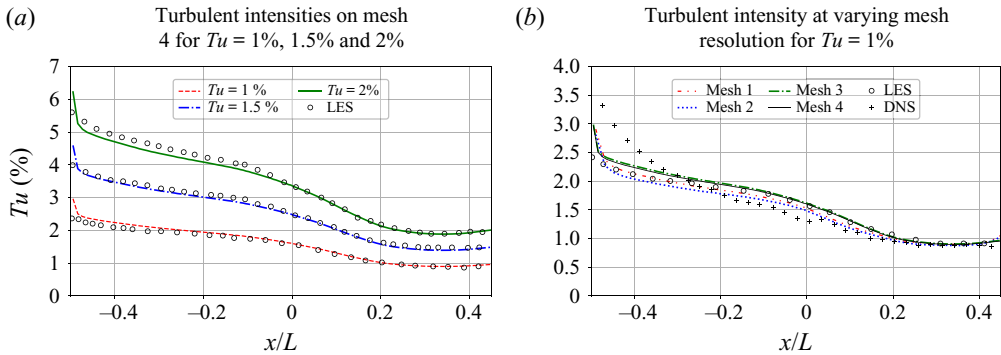 (a)
Turbulent intensities on mesh
4 for Tu = 1%, 1.5% and 2%
Tu (%)
7
6
5
4
3
2
1
0
Tu = 1 %
Tu = 1.5 %
Tu = 2%
LES
−0.4
−0.2
0
0.2
0.4
x/L
(b)
Turbulent intensity at varying mesh
resolution for Tu = 1%
4.0
3.5
3.0
2.5
2.0
1.5
1.0
0.5
0
Mesh 1
Mesh 2
Mesh 3
Mesh 4
LES
DNS
−0.4
−0.2
0
0.2
0.4
x/L